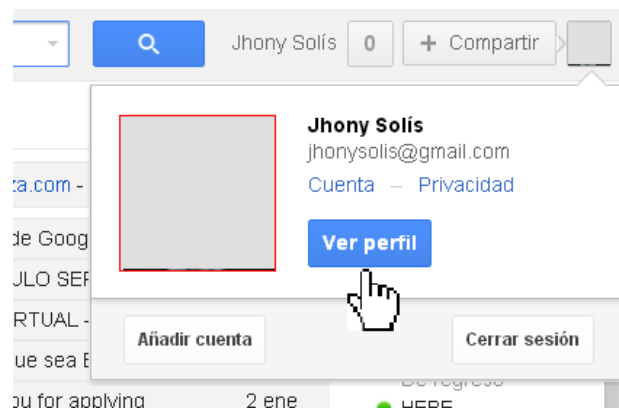 Jhony Solís 0 + Compartir
Jhony Solís
jhonysolis@gmail.com
Cuenta – Privacidad
Ver perfil
Añadir cuenta Cerrar sesión
za.com -
de Goog
ULO SER
RTUAL -
ue sea E
ou for applying 2 ene
De regreso
HERE